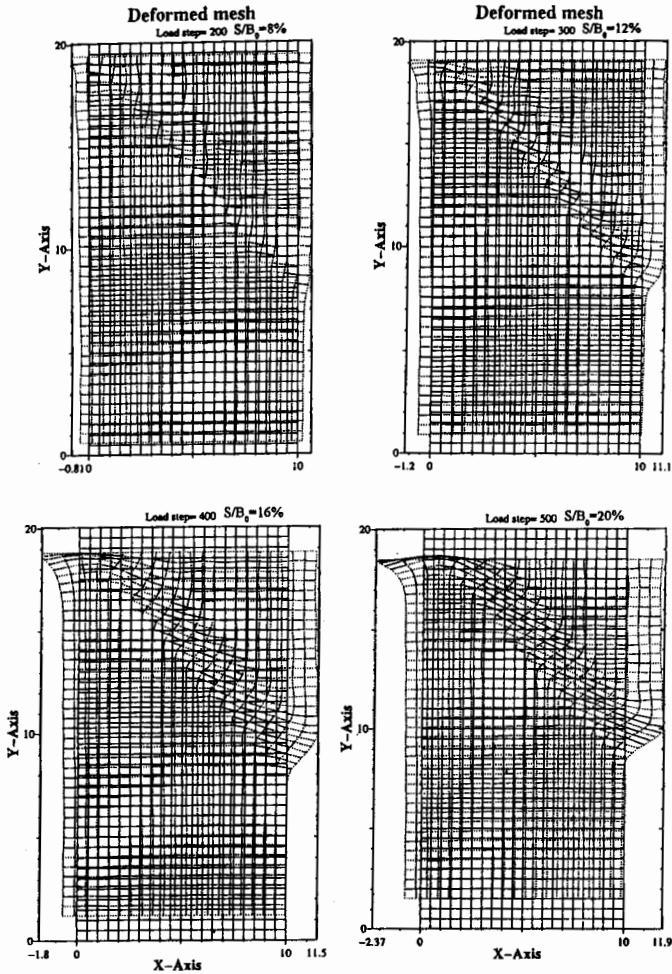 Deformed mesh
Load step= 200 S/B₀=8%
20
10
0
Y-Axis
-0.81 0
10
Deformed mesh
Load step= 300 S/B₀=12%
20
10
0
Y-Axis
-1.2
0
10
11.1
Load step= 400 S/B₀=16%
20
10
0
Y-Axis
-1.8
0
10
11.5
X-Axis
Load step= 500 S/B₀=20%
20
10
0
Y-Axis
-2.37
0
10
11.9
X-Axis